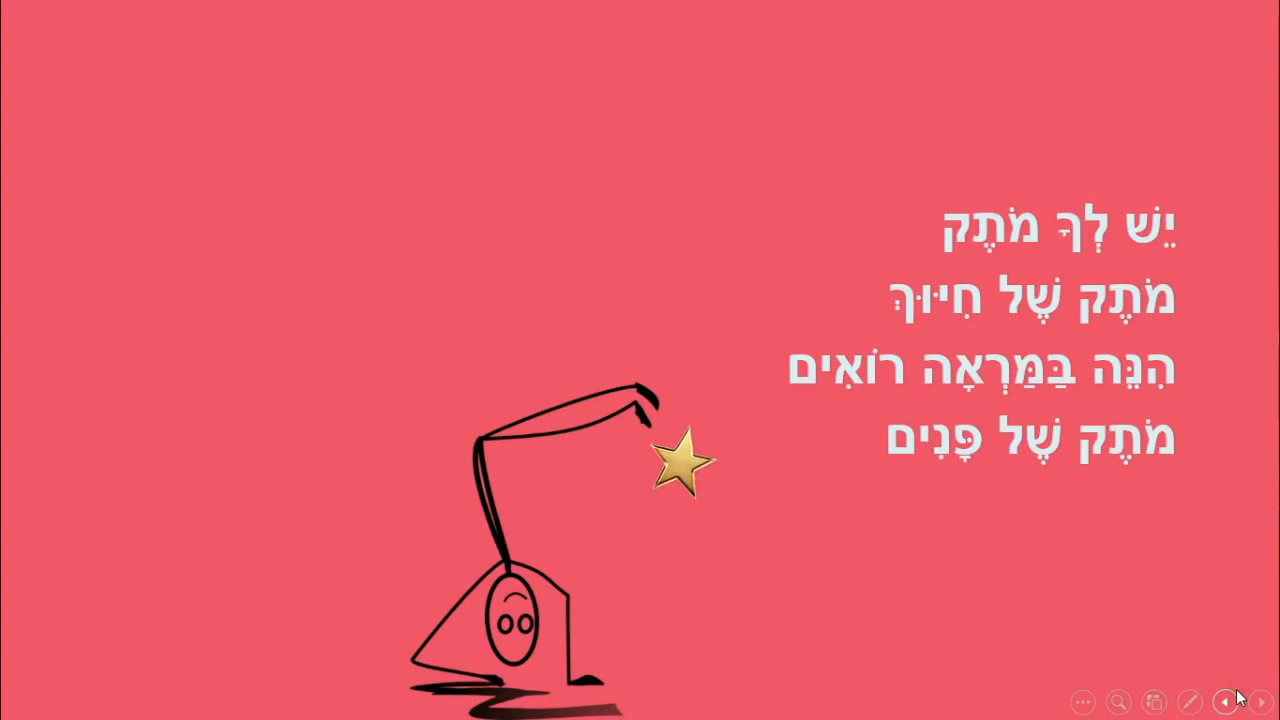 יֵשׁ לְךָ מֹתֶק
מֹתֶק שֶׁל חִיּוּךְ
הִנֵּה בַּמַּרְאָה רוֹאִים
מֹתֶק שֶׁל פָּנִים